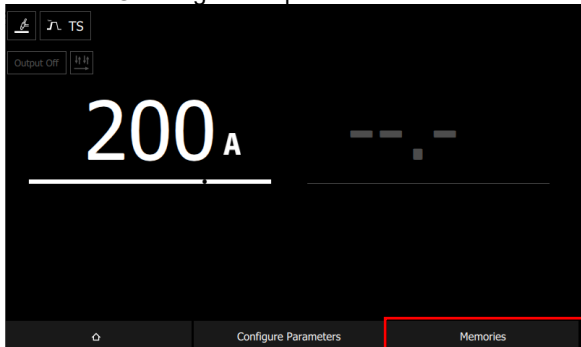 TS
Output Off
200 A
--.-
Configure Parameters
Memories